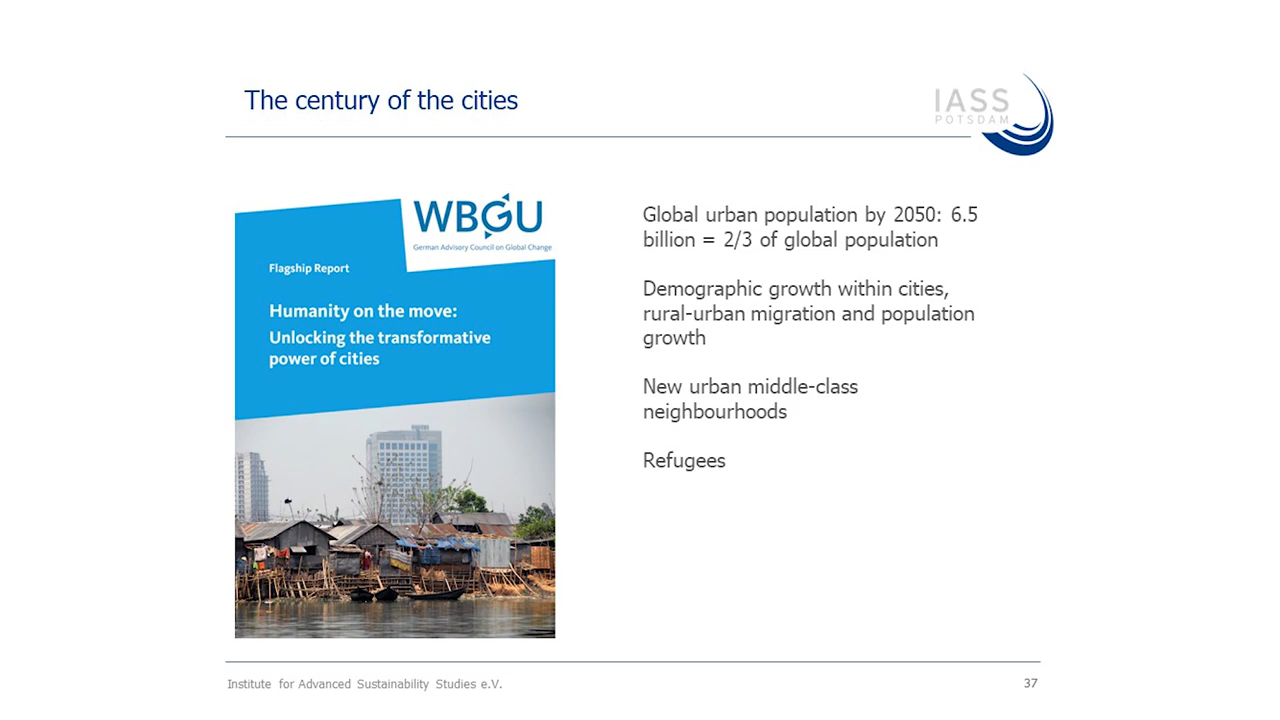 The century of the cities
IASS
POTSDAM
WBGU
German Advisory Council on Global Change
Flagship Report
Humanity on the move:
Unlocking the transformative
power of cities
Global urban population by 2050: 6.5
billion = 2/3 of global population
Demographic growth within cities,
rural-urban migration and population
growth
New urban middle-class
neighbourhoods
Refugees
Institute for Advanced Sustainability Studies e.V.
37